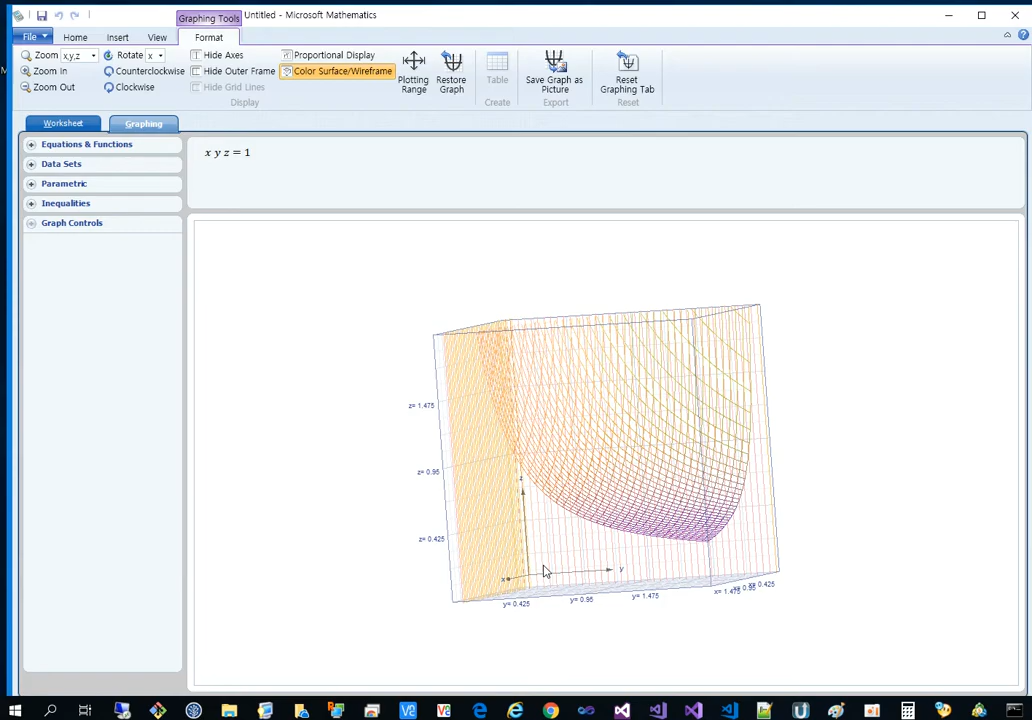 Graphing Tools Untitled - Microsoft Mathematics
File Home Insert View Format
Zoom x,y,z Rotate x
Zoom In Counterclockwise
Zoom Out Clockwise
Hide Axes Proportional Display
Hide Outer Frame Color Surface/Wireframe
Hide Grid Lines
Display
Plotting Range
Restore Graph
Table
Create
Save Graph as Picture
Export
Reset Graphing Tab
Reset
Worksheet Graphing
Equations & Functions
Data Sets
Parametric
Inequalities
Graph Controls
x y z = 1
z= 1.475
z= 0.95
z= 0.425
z
x
y
y= 0.425
y= 0.95
y= 1.475
x= 1.475
x= 0.425